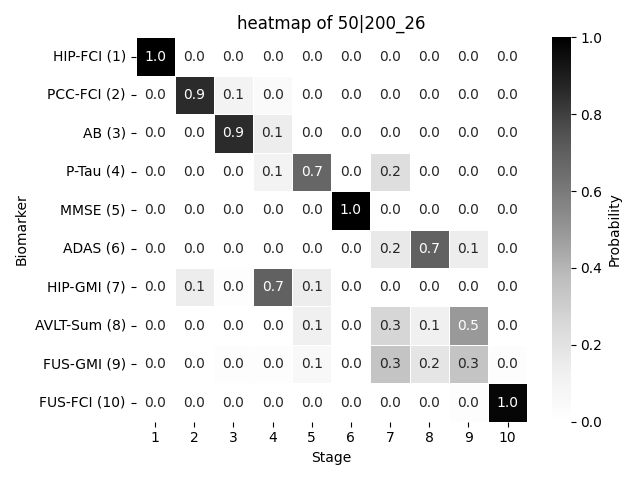 heatmap of 50|200_26
HIP-FCI (1) 1.0 0.0 0.0 0.0 0.0 0.0 0.0 0.0 0.0 0.0
PCC-FCI (2) 0.0 0.9 0.1 0.0 0.0 0.0 0.0 0.0 0.0 0.0
AB (3) 0.0 0.0 0.9 0.1 0.0 0.0 0.0 0.0 0.0 0.0
P-Tau (4) 0.0 0.0 0.0 0.1 0.7 0.0 0.2 0.0 0.0 0.0
MMSE (5) 0.0 0.0 0.0 0.0 0.0 1.0 0.0 0.0 0.0 0.0
ADAS (6) 0.0 0.0 0.0 0.0 0.0 0.0 0.2 0.7 0.1 0.0
HIP-GMI (7) 0.0 0.1 0.0 0.7 0.1 0.0 0.0 0.0 0.0 0.0
AVLT-Sum (8) 0.0 0.0 0.0 0.0 0.1 0.0 0.3 0.1 0.5 0.0
FUS-GMI (9) 0.0 0.0 0.0 0.0 0.1 0.0 0.3 0.2 0.3 0.0
FUS-FCI (10) 0.0 0.0 0.0 0.0 0.0 0.0 0.0 0.0 0.0 1.0
1 2 3 4 5 6 7 8 9 10
Stage
Biomarker
1.0
0.8
0.6
0.4
0.2
0.0
Probability